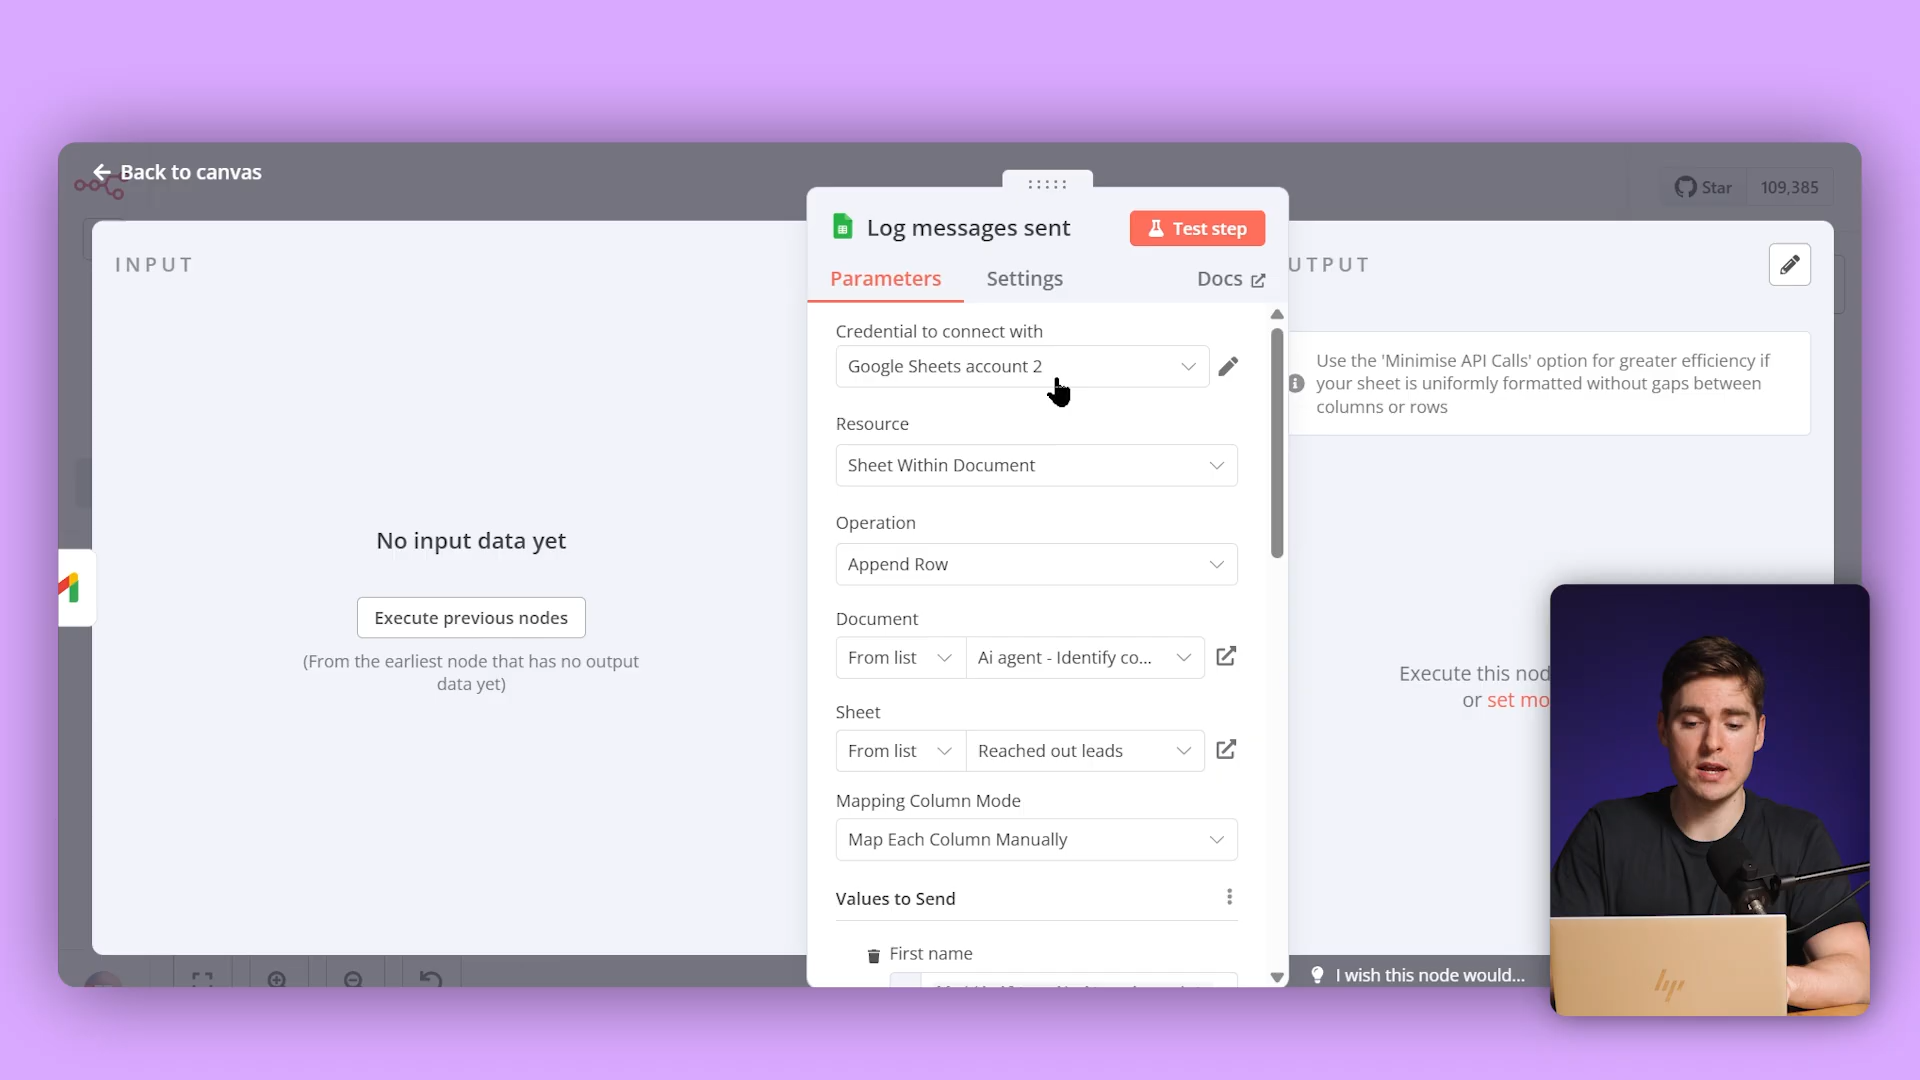 Back to canvas
Star 109,385
INPUT
Log messages sent
Test step
UTPUT
Parameters
Settings
Docs
Credential to connect with
Google Sheets account 2
Use the 'Minimise API Calls' option for greater efficiency if
your sheet is uniformly formatted without gaps between
columns or rows
Resource
Sheet Within Document
Operation
Append Row
No input data yet
Execute previous nodes
(From the earliest node that has no output
data yet)
Document
From list
Ai agent - Identify co...
Sheet
From list
Reached out leads
Execute this nod
or set mo
Mapping Column Mode
Map Each Column Manually
Values to Send
First name
I wish this node would...
hp